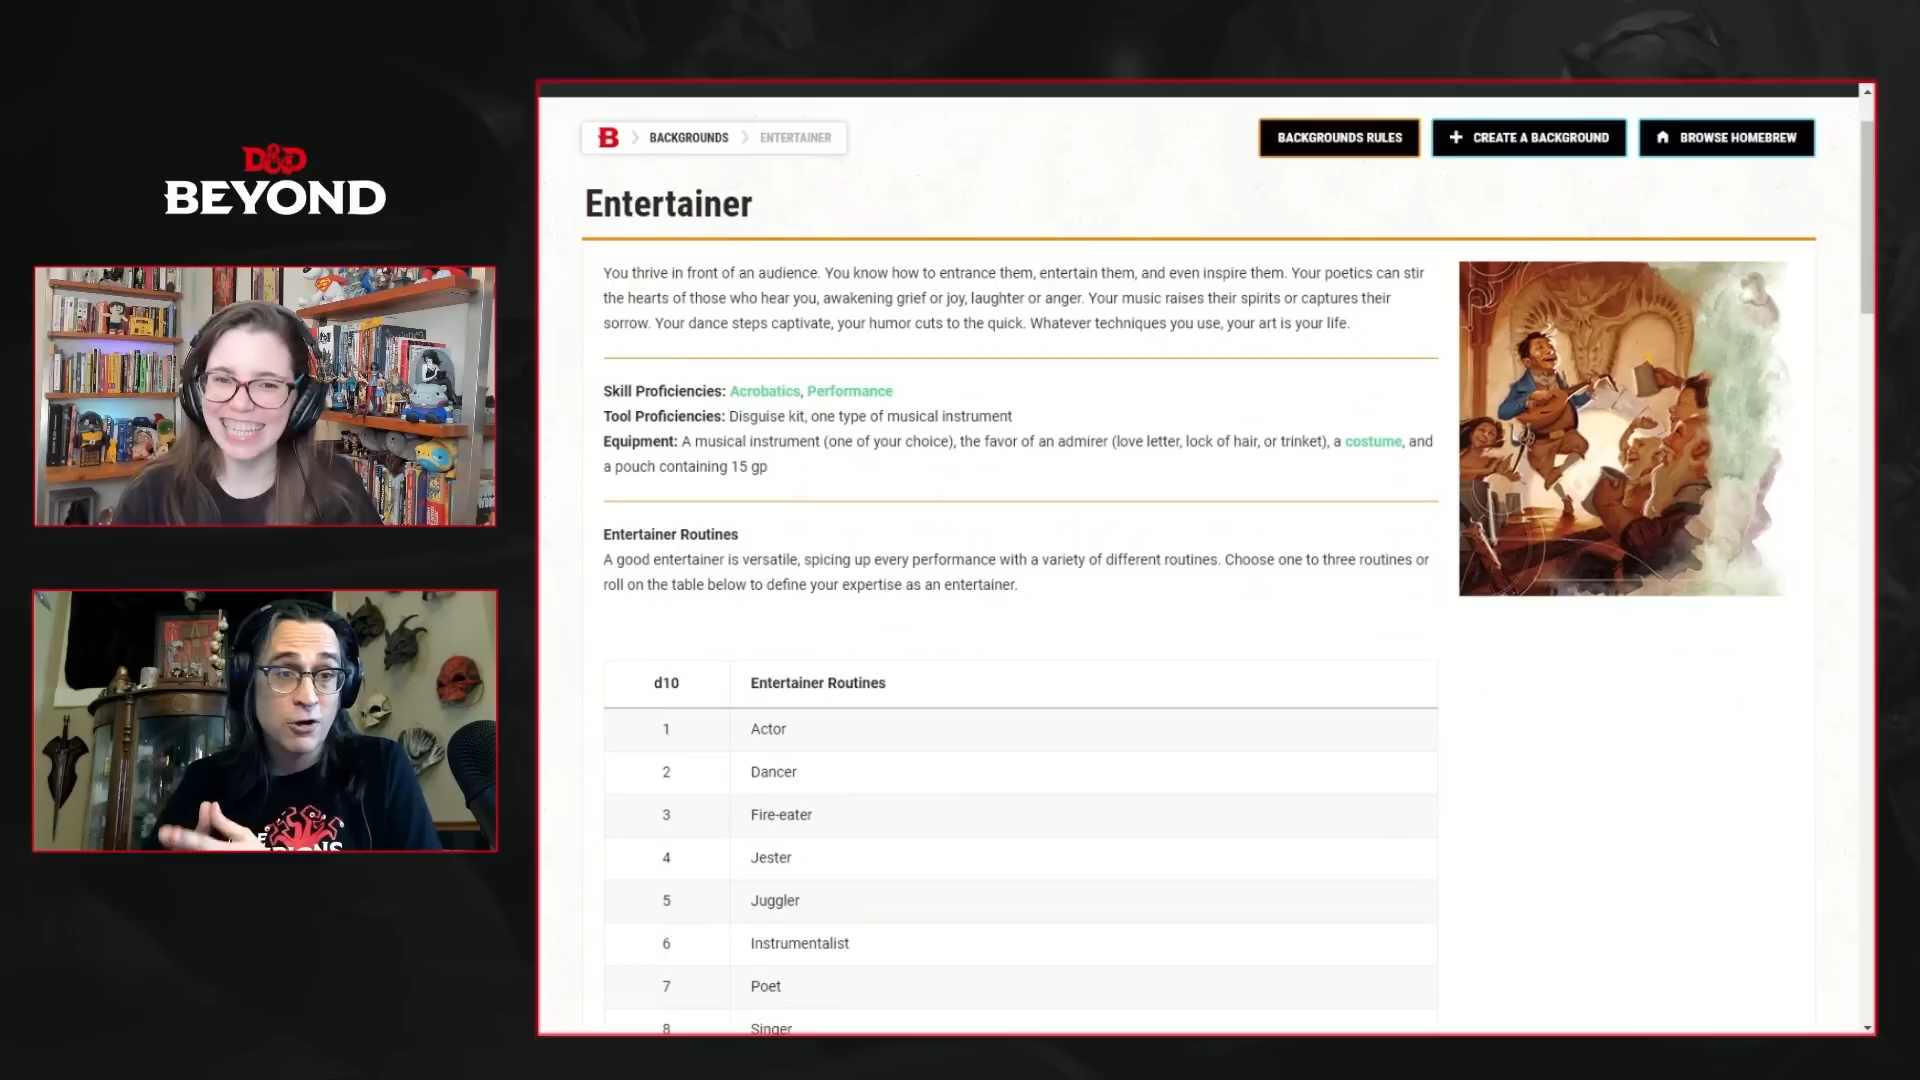 D&D
BEYOND
B
BACKGROUNDS
ENTERTAINER
BACKGROUNDS RULES
CREATE A BACKGROUND
BROWSE HOMEBREW
Entertainer
You thrive in front of an audience. You know how to entrance them, entertain them, and even inspire them. Your poetics can stir
the hearts of those who hear you, awakening grief or joy, laughter or anger. Your music raises their spirits or captures their
sorrow. Your dance steps captivate, your humor cuts to the quick. Whatever techniques you use, your art is your life.
Skill Proficiencies: Acrobatics, Performance
Tool Proficiencies: Disguise kit, one type of musical instrument
Equipment: A musical instrument (one of your choice), the favor of an admirer (love letter, lock of hair, or trinket), a costume, and
a pouch containing 15 gp
Entertainer Routines
A good entertainer is versatile, spicing up every performance with a variety of different routines. Choose one to three routines or
roll on the table below to define your expertise as an entertainer.
d10 Entertainer Routines
1 Actor
2 Dancer
3 Fire-eater
4 Jester
5 Juggler
6 Instrumentalist
7 Poet
8 Singer